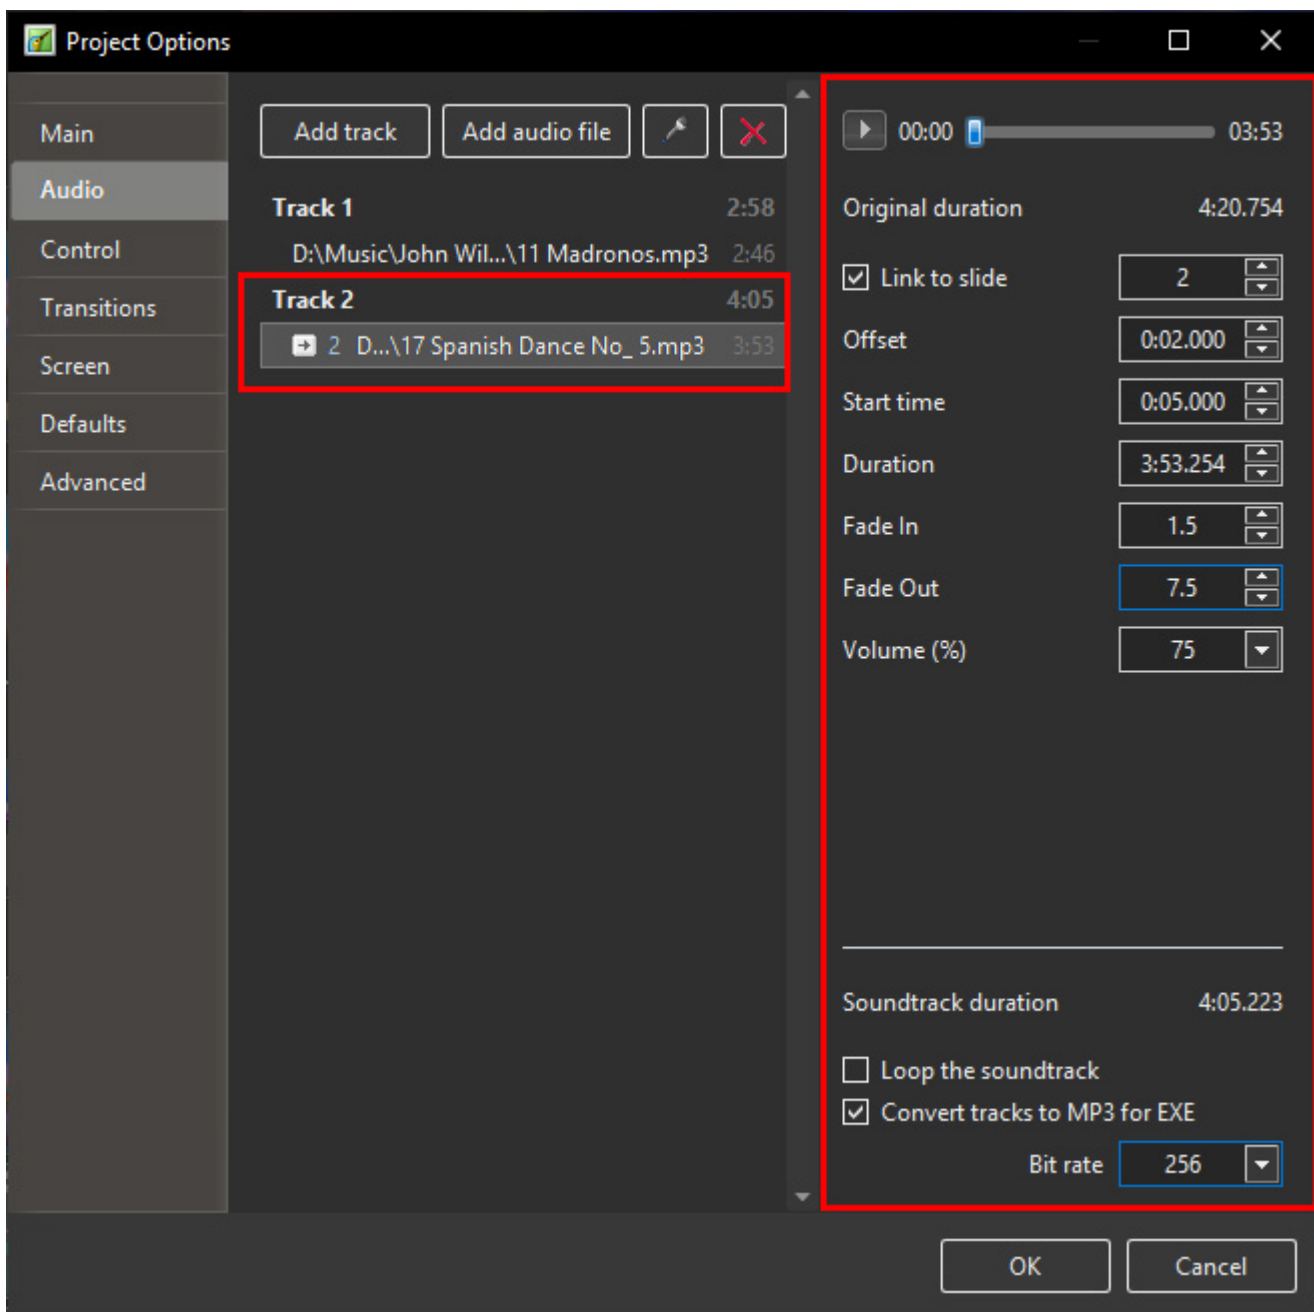 Project Options
Main
Audio
Control
Transitions
Screen
Defaults
Advanced
Add track Add audio file
Track 1 2:58
D:\Music\John Wil...\11 Madronos.mp3 2:46
Track 2 4:05
2 D...\17 Spanish Dance No_ 5.mp3 3:53
00:00 03:53
Original duration 4:20.754
Link to slide 2
Offset 0:02.000
Start time 0:05.000
Duration 3:53.254
Fade In 1.5
Fade Out 7.5
Volume (%) 75
Soundtrack duration 4:05.223
Loop the soundtrack
Convert tracks to MP3 for EXE
Bit rate 256
OK Cancel